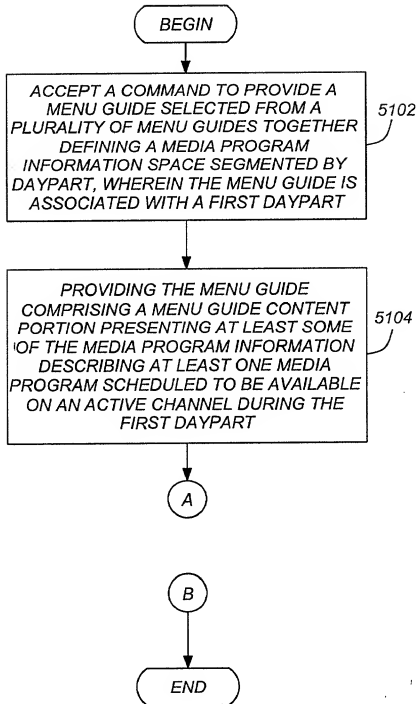 BEGIN
ACCEPT A COMMAND TO PROVIDE A
MENU GUIDE SELECTED FROM A
PLURALITY OF MENU GUIDES TOGETHER
DEFINING A MEDIA PROGRAM
INFORMATION SPACE SEGMENTED BY
DAYPART, WHEREIN THE MENU GUIDE IS
ASSOCIATED WITH A FIRST DAYPART
5102
PROVIDING THE MENU GUIDE
COMPRISING A MENU GUIDE CONTENT
PORTION PRESENTING AT LEAST SOME
OF THE MEDIA PROGRAM INFORMATION
DESCRIBING AT LEAST ONE MEDIA
PROGRAM SCHEDULED TO BE AVAILABLE
ON AN ACTIVE CHANNEL DURING THE
FIRST DAYPART
5104
A
B
END